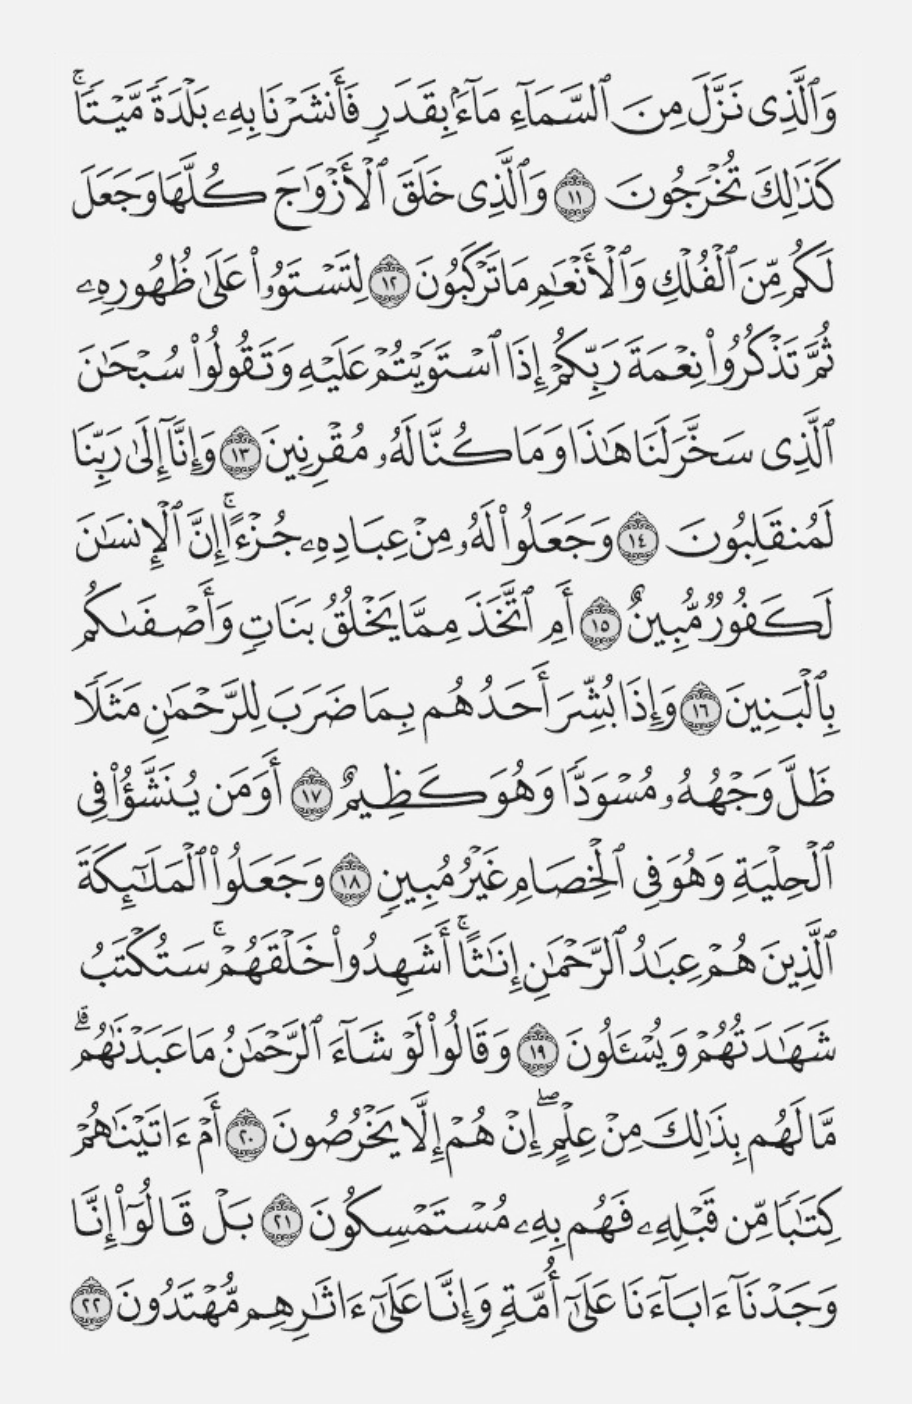 وَٱلَّذِى نَزَّلَ مِنَ ٱلسَّمَآءِ مَآءًۢ بِقَدَرٍ فَأَنشَرْنَا بِهِۦ بَلْدَةً مَّيْتًا ۚ
كَذَٰلِكَ تُخْرَجُونَ ١١ وَٱلَّذِى خَلَقَ ٱلْأَزْوَٰجَ كُلَّهَا وَجَعَلَ
لَكُم مِّنَ ٱلْفُلْكِ وَٱلْأَنْعَٰمِ مَا تَرْكَبُونَ ١٢ لِتَسْتَوُۥا۟ عَلَىٰ ظُهُورِهِۦ
ثُمَّ تَذْكُرُوا۟ نِعْمَةَ رَبِّكُمْ إِذَا ٱسْتَوَيْتُمْ عَلَيْهِ وَتَقُولُوا۟ سُبْحَٰنَ
ٱلَّذِى سَخَّرَ لَنَا هَٰذَا وَمَا كُنَّا لَهُۥ مُقْرِنِينَ ١٣ وَإِنَّآ إِلَىٰ رَبِّنَا
لَمُنقَلِبُونَ ١٤ وَجَعَلُوا۟ لَهُۥ مِنْ عِبَادِهِۦ جُزْءًا ۚ إِنَّ ٱلْإِنسَٰنَ
لَكَفُورٌ مُّبِينٌ ١٥ أَمِ ٱتَّخَذَ مِمَّا يَخْلُقُ بَنَاتٍ وَأَصْفَىٰكُم
بِٱلْبَنِينَ ١٦ وَإِذَا بُشِّرَ أَحَدُهُم بِمَا ضَرَبَ لِلرَّحْمَٰنِ مَثَلًا
ظَلَّ وَجْهُهُۥ مُسْوَدًّا وَهُوَ كَظِيمٌ ١٧ أَوَمَن يُنَشَّؤُا۟ فِى
ٱلْحِلْيَةِ وَهُوَ فِى ٱلْخِصَامِ غَيْرُ مُبِينٍ ١٨ وَجَعَلُوا۟ ٱلْمَلَٰٓئِكَةَ
ٱلَّذِينَ هُمْ عِبَٰدُ ٱلرَّحْمَٰنِ إِنَٰثًا ۚ أَشَهِدُوا۟ خَلْقَهُمْ ۚ سَتُكْتَبُ
شَهَٰدَتُهُمْ وَيُسْـَٔلُونَ ١٩ وَقَالُوا۟ لَوْ شَآءَ ٱلرَّحْمَٰنُ مَا عَبَدْنَٰهُم ۗ
مَّا لَهُم بِذَٰلِكَ مِنْ عِلْمٍ ۖ إِنْ هُمْ إِلَّا يَخْرُصُونَ ٢٠ أَمْ ءَاتَيْنَٰهُمْ
كِتَٰبًا مِّن قَبْلِهِۦ فَهُم بِهِۦ مُسْتَمْسِكُونَ ٢١ بَلْ قَالُوٓا۟ إِنَّا
وَجَدْنَآ ءَابَآءَنَا عَلَىٰٓ أُمَّةٍ وَإِنَّا عَلَىٰٓ ءَاثَٰرِهِم مُّهْتَدُونَ ٢٢